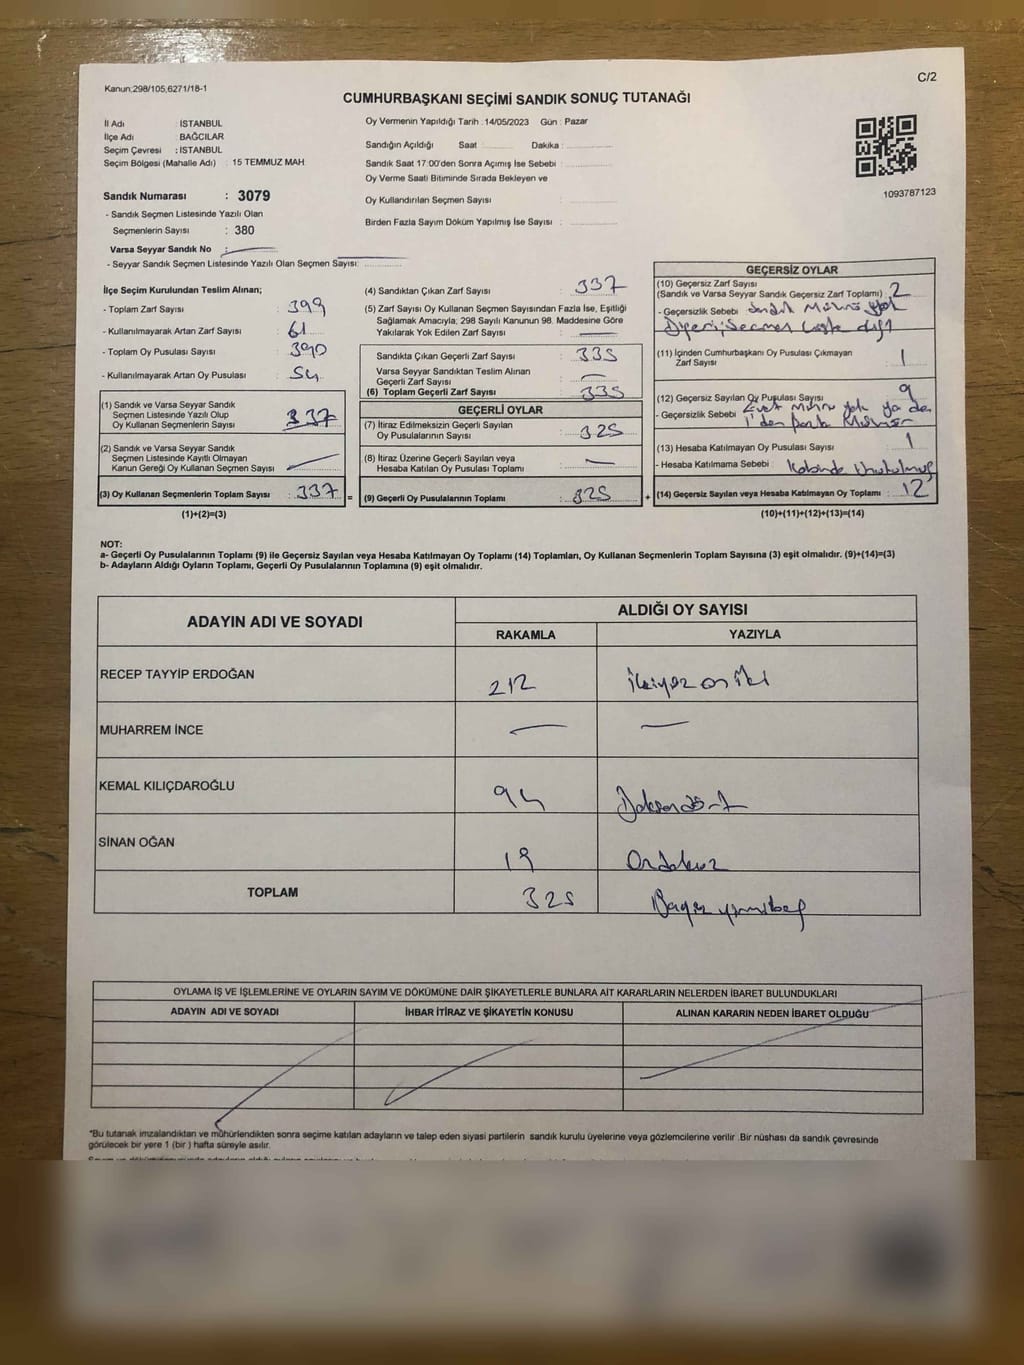 Kanun;298/105,6271/18-1
C/2
CUMHURBAŞKANI SEÇİMİ SANDIK SONUÇ TUTANAĞI
İl Adı : İSTANBUL
İlçe Adı : BAĞCILAR
Seçim Çevresi : İSTANBUL
Seçim Bölgesi (Mahalle Adı) : 15 TEMMUZ MAH
Sandık Numarası : 3079
- Sandık Seçmen Listesinde Yazılı Olan
Seçmenlerin Sayısı : 380
Varsa Seyyar Sandık No :
- Seyyar Sandık Seçmen Listesinde Yazılı Olan Seçmen Sayısı:
Oy Vermenin Yapıldığı Tarih : 14/05/2023 Gün : Pazar
Sandığın Açıldığı Saat Dakika
Sandık Saat 17:00'den Sonra Açımış İse Sebebi :
Oy Verme Saati Bitiminde Sırada Bekleyen ve
Oy Kullandırılan Seçmen Sayısı :
Birden Fazla Sayım Döküm Yapılmış İse Sayısı :
1093787123
İlçe Seçim Kurulundan Teslim Alınan;
- Toplam Zarf Sayısı : 399
- Kullanılmayarak Artan Zarf Sayısı : 61
- Toplam Oy Pusulası Sayısı : 390
- Kullanılmayarak Artan Oy Pusulası : 54
(1) Sandık ve Varsa Seyyar Sandık
Seçmen Listesinde Yazılı Olup
Oy Kullanan Seçmenlerin Sayısı : 337
(2) Sandık ve Varsa Seyyar Sandık
Seçmen Listesinde Kayıtlı Olmayan
Kanun Gereği Oy Kullanan Seçmen Sayısı :
(3) Oy Kullanan Seçmenlerin Toplam Sayısı : 337 =
(1)+(2)=(3)
(4) Sandıktan Çıkan Zarf Sayısı : 337
(5) Zarf Sayısı Oy Kullanan Seçmen Sayısından Fazla İse, Eşitliği
Sağlamak Amacıyla; 298 Sayılı Kanunun 98. Maddesine Göre
Yakılarak Yok Edilen Zarf Sayısı :
Sandıkta Çıkan Geçerli Zarf Sayısı : 335
Varsa Seyyar Sandıktan Teslim Alınan
Geçerli Zarf Sayısı :
(6) Toplam Geçerli Zarf Sayısı : 335
GEÇERLİ OYLAR
(7) İtiraz Edilmeksizin Geçerli Sayılan
Oy Pusulalarının Sayısı : 325
(8) İtiraz Üzerine Geçerli Sayılan veya
Hesaba Katılan Oy Pusulası Toplamı :
(9) Geçerli Oy Pusulalarının Toplamı : 325 +
GEÇERSİZ OYLAR
(10) Geçersiz Zarf Sayısı
(Sandık ve Varsa Seyyar Sandık Geçersiz Zarf Toplamı) : 2
- Geçersizlik Sebebi : Sandık Mührü yok
Diğeri; Seçmen Liste dışı
(11) İçinden Cumhurbaşkanı Oy Pusulası Çıkmayan
Zarf Sayısı : 1
(12) Geçersiz Sayılan Oy Pusulası Sayısı : 9
- Geçersizlik Sebebi : Evet Mührü yok ya da
1'den fazla Mühür
(13) Hesaba Katılmayan Oy Pusulası Sayısı : 1
- Hesaba Katılmama Sebebi : Kabinde Unutulmuş
(14) Geçersiz Sayılan veya Hesaba Katılmayan Oy Toplamı : 12
(10)+(11)+(12)+(13)=(14)
NOT:
a- Geçerli Oy Pusulalarının Toplamı (9) ile Geçersiz Sayılan veya Hesaba Katılmayan Oy Toplamı (14) Toplamları, Oy Kullanan Seçmenlerin Toplam Sayısına (3) eşit olmalıdır. (9)+(14)=(3)
b- Adayların Aldığı Oyların Toplamı, Geçerli Oy Pusulalarının Toplamına (9) eşit olmalıdır.
ADAYIN ADI VE SOYADI
ALDIĞI OY SAYISI
RAKAMLA YAZIYLA
RECEP TAYYİP ERDOĞAN 212 ikiyüz on iki
MUHARREM İNCE
KEMAL KILIÇDAROĞLU 94 Doksandört
SİNAN OĞAN 19 Ondokuz
TOPLAM 325
OYLAMA İŞ VE İŞLEMLERİNE VE OYLARIN SAYIM VE DÖKÜMÜNE DAİR ŞİKAYETLERLE BUNLARA AİT KARARLARIN NELERDEN İBARET BULUNDUKLARI
ADAYIN ADI VE SOYADI İHBAR İTİRAZ VE ŞİKAYETİN KONUSU ALINAN KARARIN NEDEN İBARET OLDUĞU
*Bu tutanak imzalandıktan ve mühürlendikten sonra seçime katılan adayların ve talep eden siyasi partilerin sandık kurulu üyelerine veya gözlemcilerine verilir .Bir nüshası da sandık çevresinde
görülecek bir yere 1 (bir ) hafta süreyle asılır.